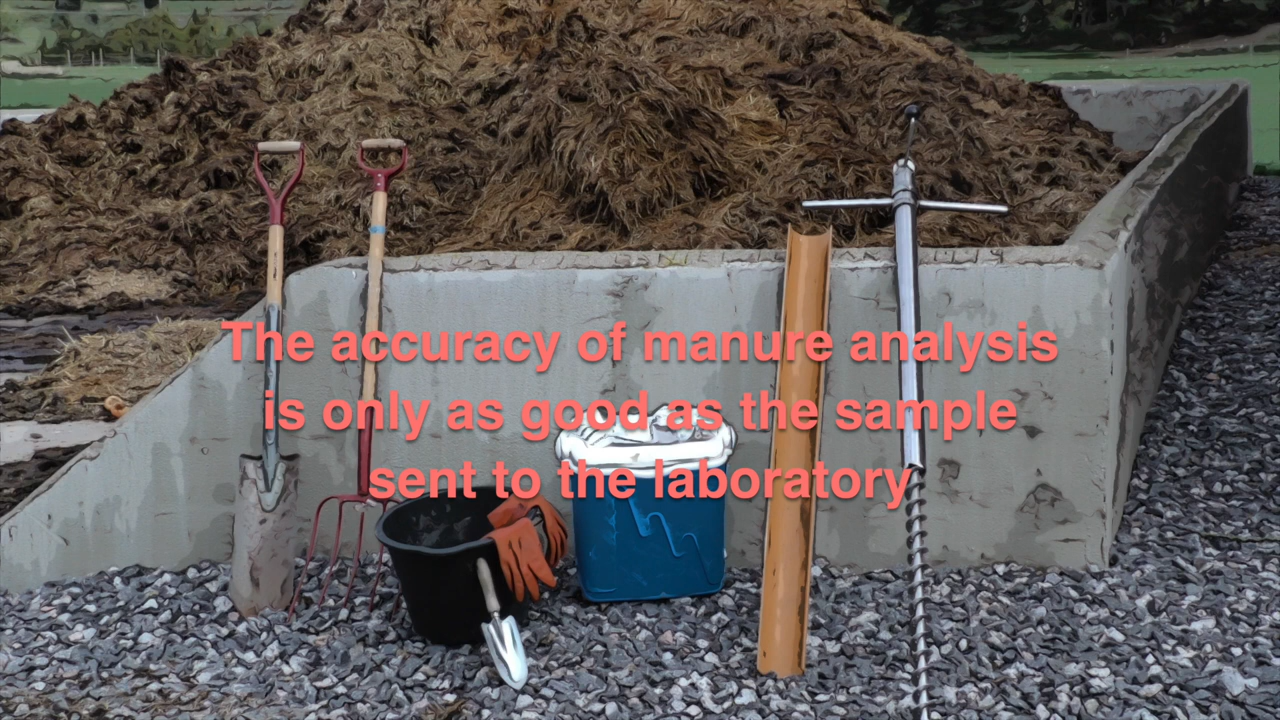 The accuracy of manure analysis
is only as good as the sample
sent to the laboratory